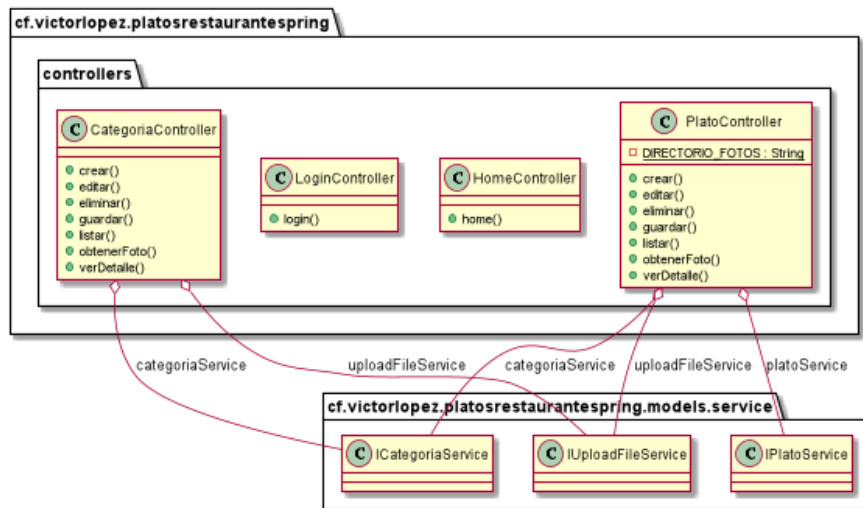 cf.victorlopez.platosrestaurantespring
controllers
C CategoriaController
crear()
editar()
eliminar()
guardar()
listar()
obtenerFoto()
verDetalle()
C LoginController
login()
C HomeController
home()
C PlatoController
DIRECTORIO_FOTOS : String
crear()
editar()
eliminar()
guardar()
listar()
obtenerFoto()
verDetalle()
categoriaService
uploadFileService
categoriaService
uploadFileService
platoService
cf.victorlopez.platosrestaurantespring.models.service
C ICategoriaService
C IUploadFileService
C IPlatoService